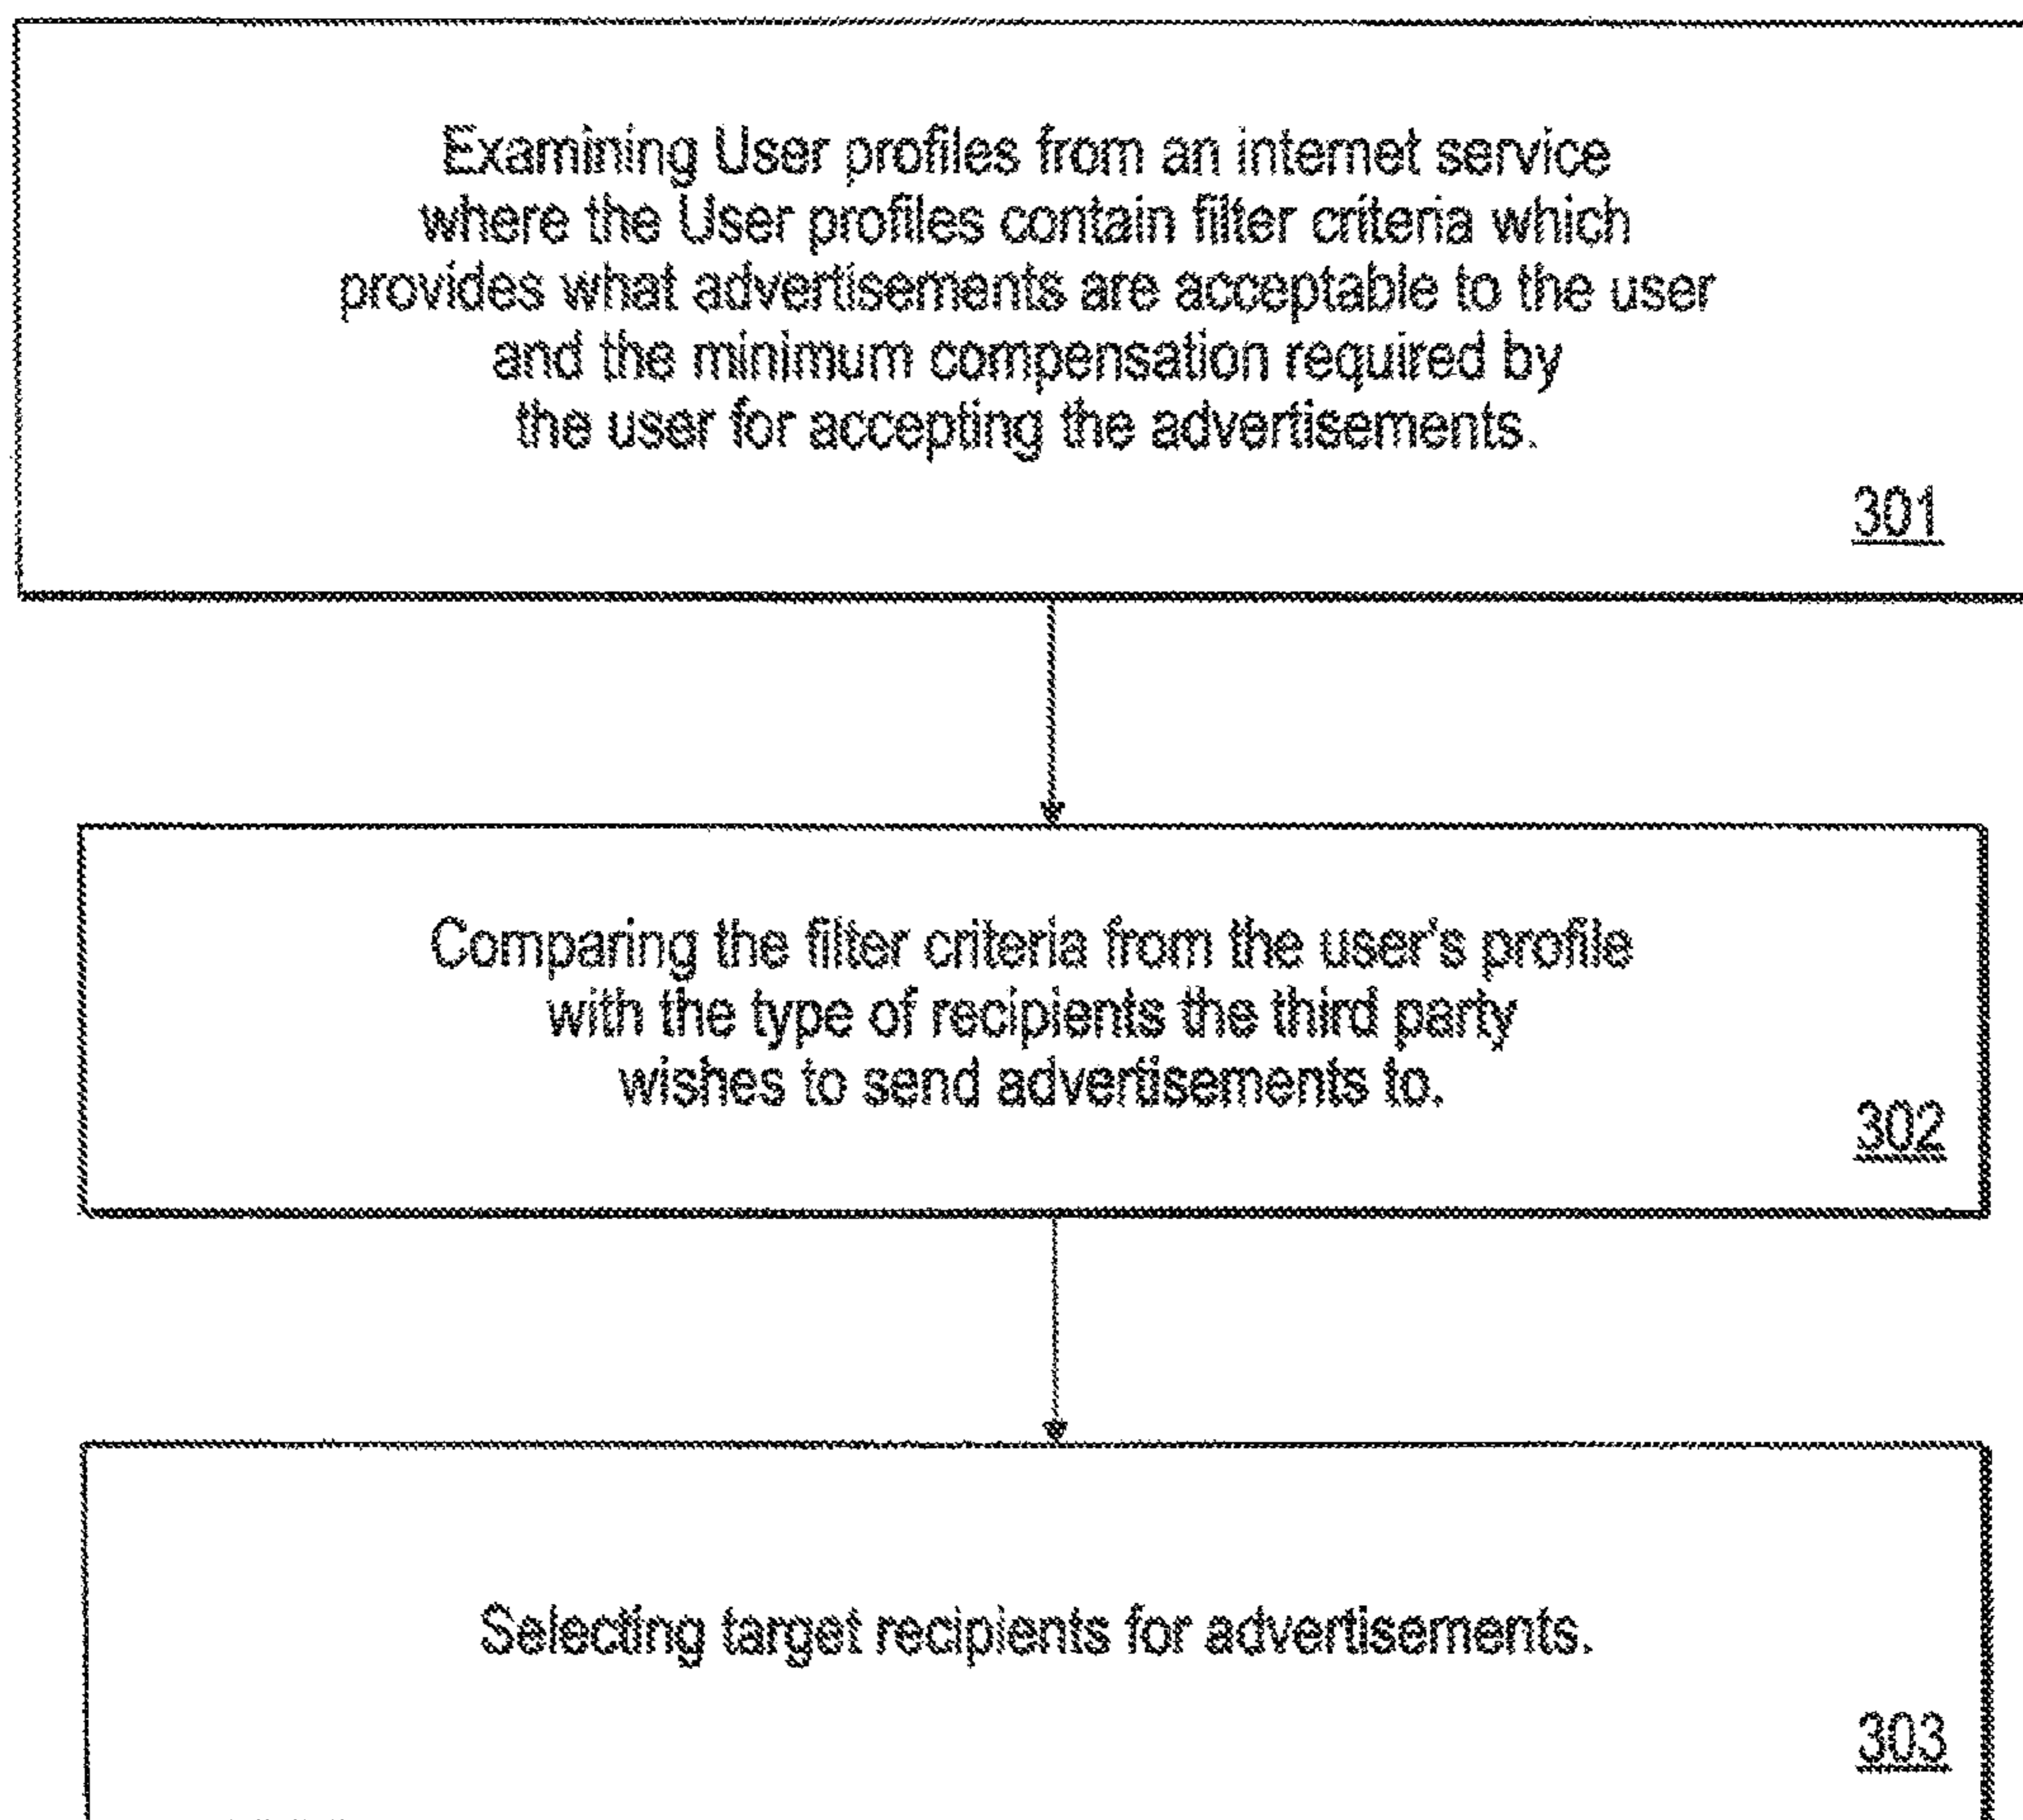 Examining User profiles from an internet service
where the User profiles contain filter criteria which
provides what advertisements are acceptable to the user
and the minimum compensation required by
the user for accepting the advertisements.
301
Comparing the filter criteria from the user's profile
with the type of recipients the third party
wishes to send advertisements to.
302
Selecting target recipients for advertisements.
303